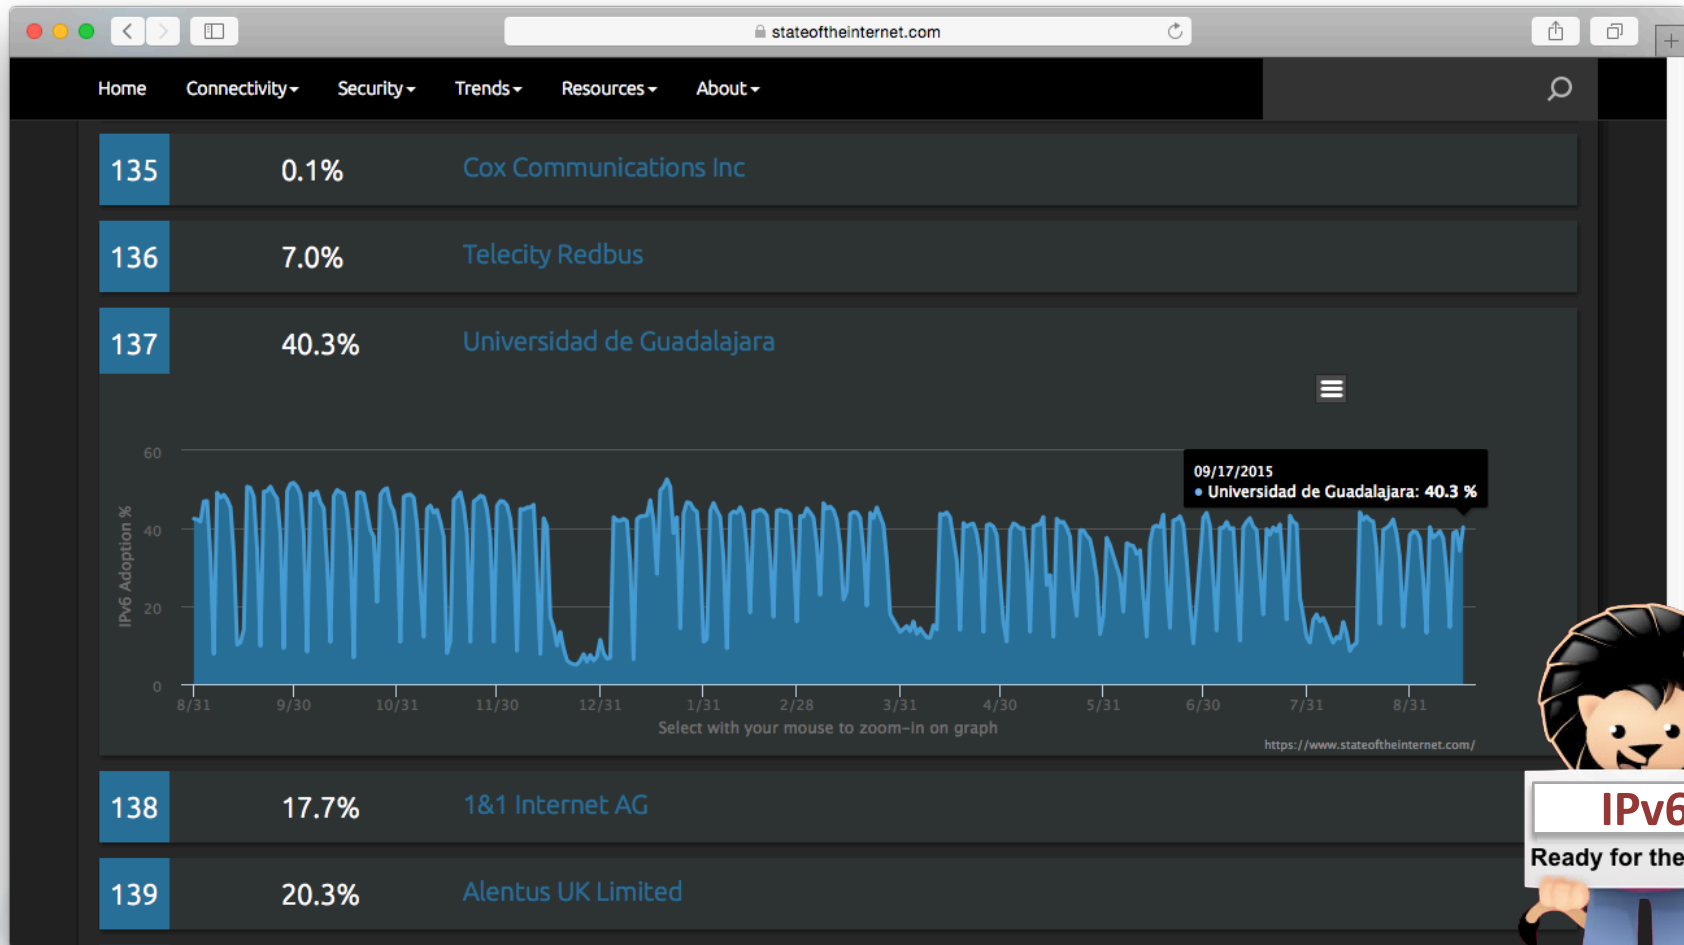 stateoftheinternet.com
Home Connectivity Security Trends Resources About
135 0.1% Cox Communications Inc
136 7.0% Telecity Redbus
137 40.3% Universidad de Guadalajara
60
40
20
0
IPv6 Adoption %
09/17/2015
• Universidad de Guadalajara: 40.3 %
8/31 9/30 10/31 11/30 12/31 1/31 2/28 3/31 4/30 5/31 6/30 7/31 8/31
Select with your mouse to zoom-in on graph
https://www.stateoftheinternet.com/
138 17.7% 1&1 Internet AG
139 20.3% Alentus UK Limited
IPv6
Ready for the